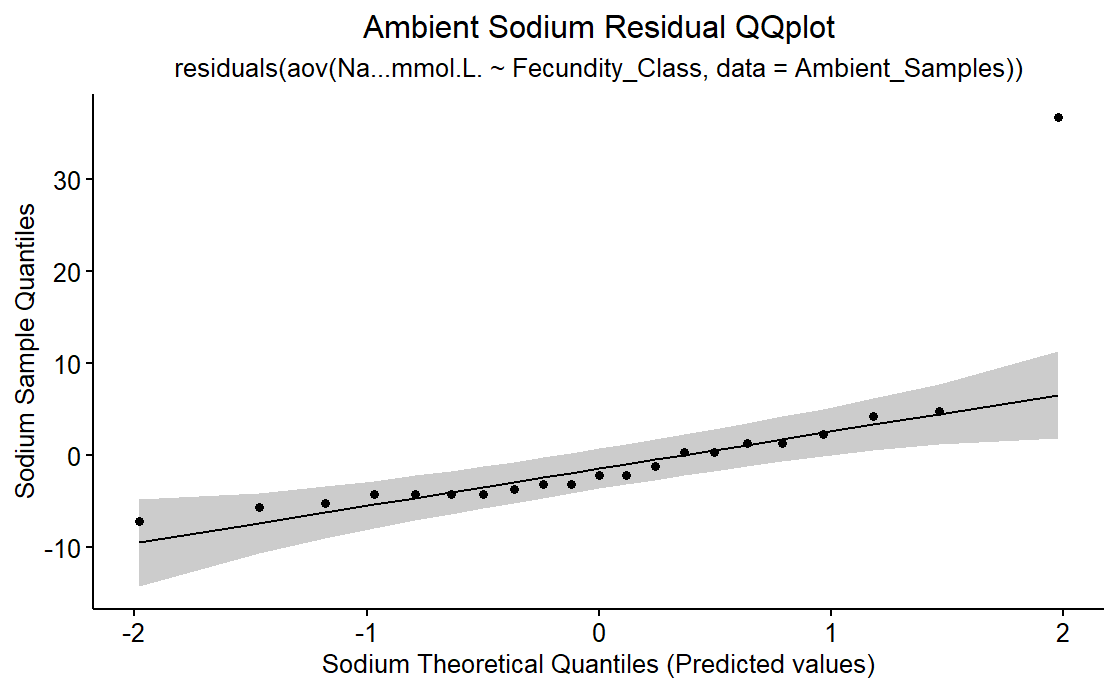 Ambient Sodium Residual QQplot
residuals(aov(Na...mmol.L. ~ Fecundity_Class, data = Ambient_Samples))
Sodium Sample Quantiles
30
20
10
0
-10
-2
-1
0
1
2
Sodium Theoretical Quantiles (Predicted values)